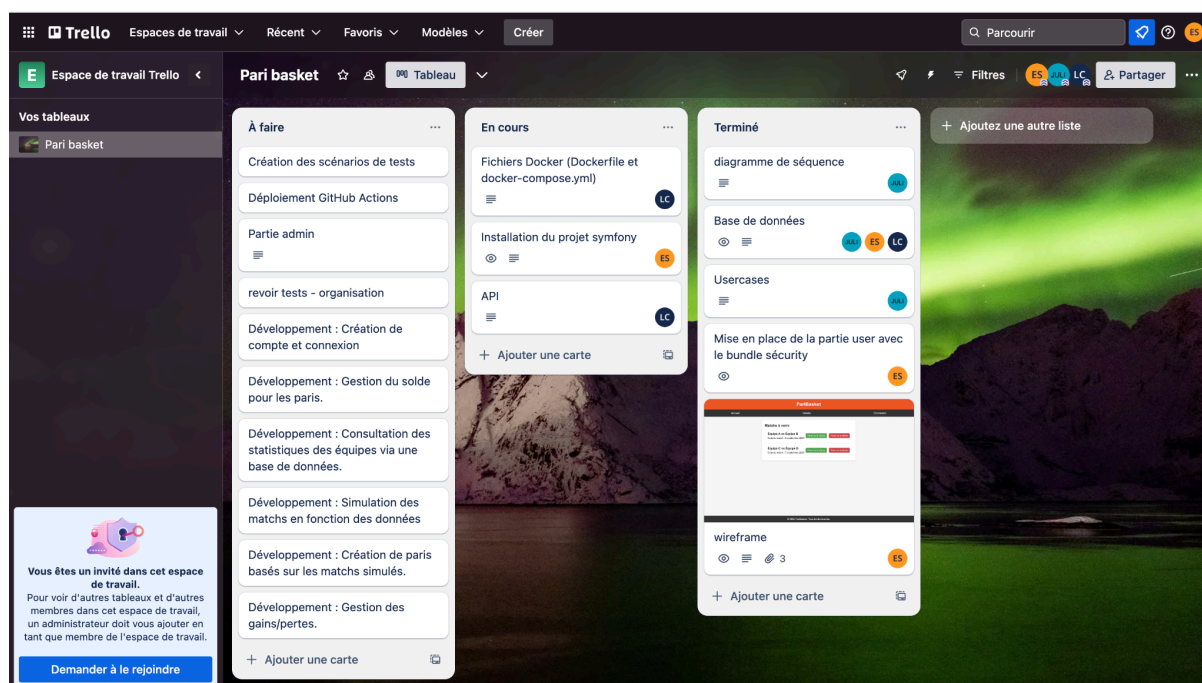 Trello
Espaces de travail
Récent
Favoris
Modèles
Créer
Parcourir
ES
E
Espace de travail Trello
Pari basket
Tableau
Filtres
ES
JULI
LC
Partager
Vos tableaux
Pari basket
À faire
Création des scénarios de tests
Déploiement GitHub Actions
Partie admin
revoir tests - organisation
Développement : Création de
compte et connexion
Développement : Gestion du solde
pour les paris.
Développement : Consultation des
statistiques des équipes via une
base de données.
Développement : Simulation des
matchs en fonction des données
Développement : Création de paris
basés sur les matchs simulés.
Développement : Gestion des
gains/pertes.
+ Ajouter une carte
En cours
Fichiers Docker (Dockerfile et
docker-compose.yml)
LC
Installation du projet symfony
ES
API
LC
+ Ajouter une carte
Terminé
diagramme de séquence
JULI
Base de données
JULI
ES
LC
Usercases
JULI
Mise en place de la partie user avec
le bundle sécurity
ES
PariBasket
Matchs à venir
wireframe
3
ES
+ Ajouter une carte
+ Ajoutez une autre liste
Vous êtes un invité dans cet espace
de travail.
Pour voir d'autres tableaux et d'autres
membres dans cet espace de travail,
un administrateur doit vous ajouter en
tant que membre de l'espace de travail.
Demander à le rejoindre